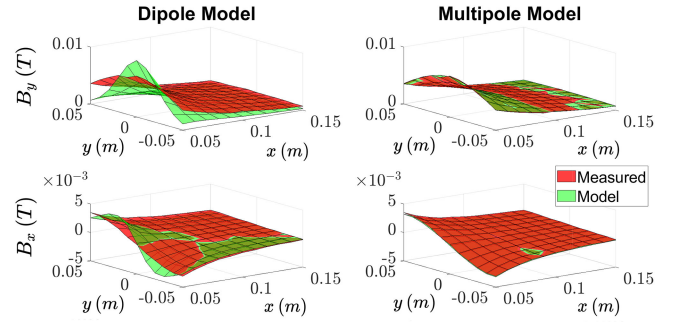 Dipole Model
Multipole Model
0.01
0
B_y (T)
0.05
0
-0.05
y (m)
0.05
0.1
0.15
x (m)
0.01
0
0.05
0
-0.05
y (m)
0.05
0.1
0.15
x (m)
Measured
Model
×10⁻³
5
0
-5
B_x (T)
0.05
0
-0.05
y (m)
0.05
0.1
0.15
x (m)
×10⁻³
5
0
-5
0.05
0
-0.05
y (m)
0.05
0.1
0.15
x (m)